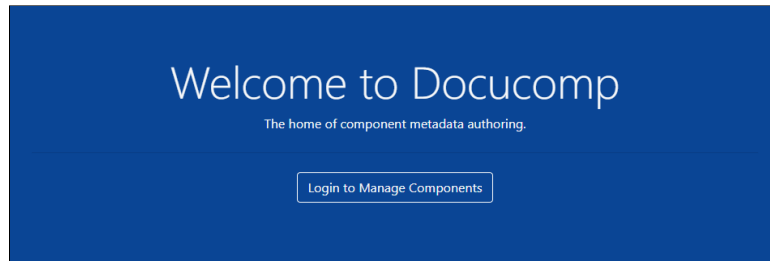 Welcome to Docucomp
The home of component metadata authoring.
Login to Manage Components